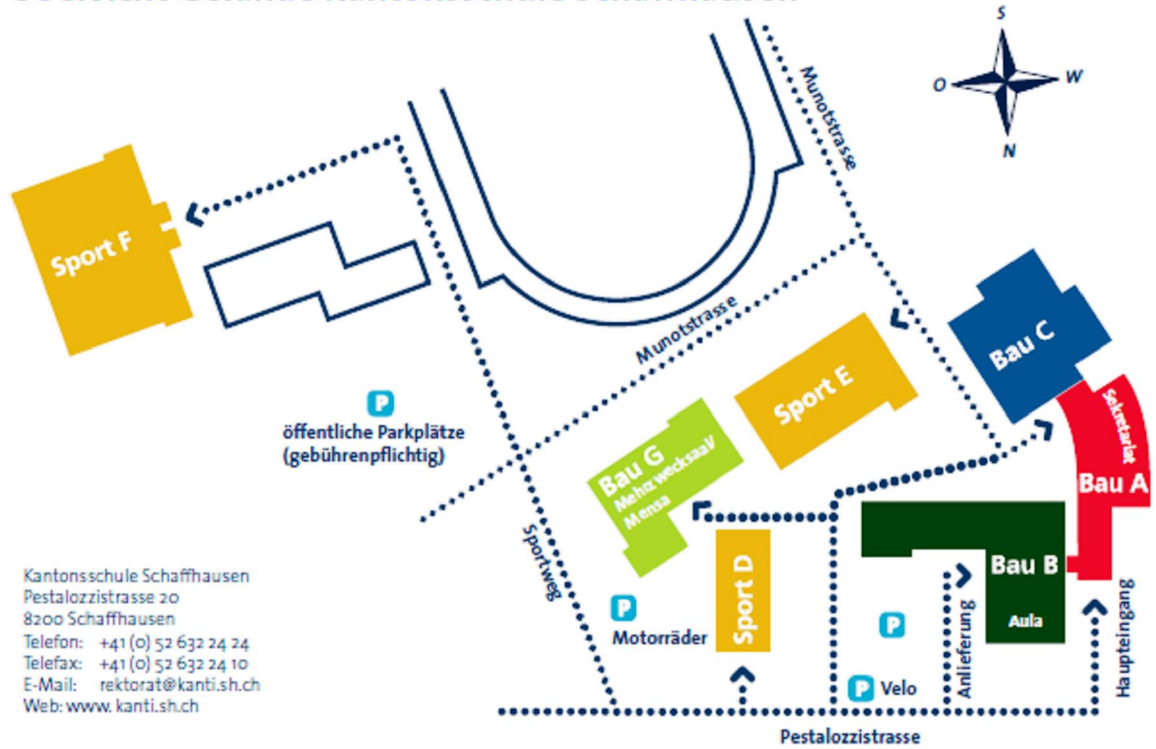 S
O
W
N
Munotstrasse
Sport F
Bau C
Munotstrasse
Sport E
Sekretariat
P
öffentliche Parkplätze
(gebührenpflichtig)
Bau G
Mehrzwecksaal/
Mensa
Bau A
Sportweg
Sport D
Bau B
Aula
Kantonsschule Schaffhausen
Pestalozzistrasse 20
8200 Schaffhausen
Telefon: +41 (0) 52 632 24 24
Telefax: +41 (0) 52 632 24 10
E-Mail: rektorat@kanti.sh.ch
Web: www. kanti.sh.ch
P
Motorräder
P
P Velo
Anlieferung
Haupteingang
Pestalozzistrasse